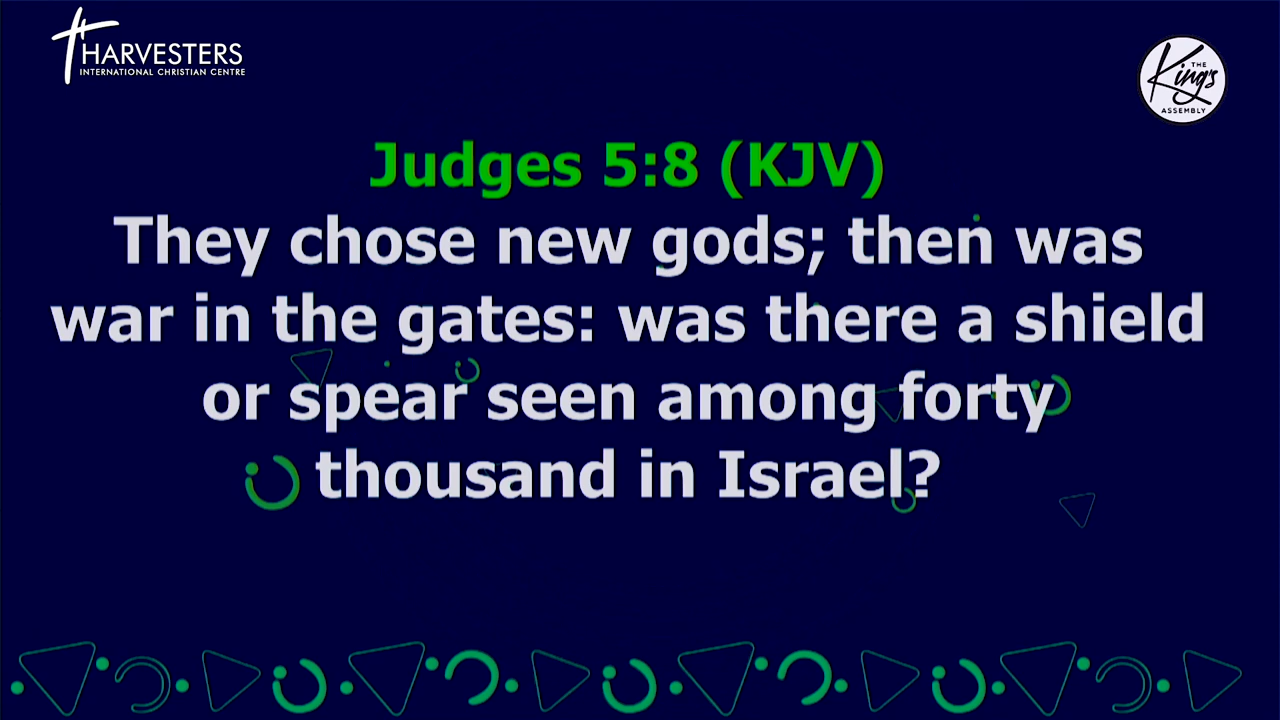 HARVESTERS
INTERNATIONAL CHRISTIAN CENTRE
THE
King's
ASSEMBLY
Judges 5:8 (KJV)
They chose new gods; then was
war in the gates: was there a shield
or spear seen among forty
thousand in Israel?